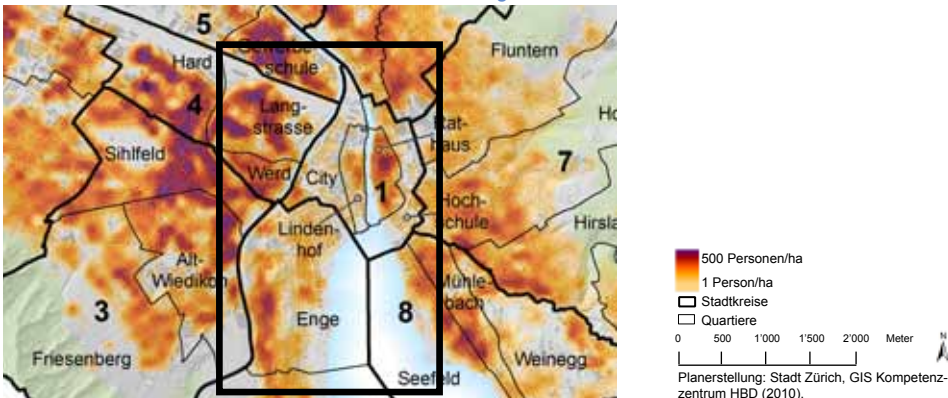 5
Gewerbe-
schule
Fluntern
Hard
4
Lang-
strasse
Rat-
haus
Sihlfeld
7
Werd
City
1
Hoch-
schule
Linden-
hof
Alt-
Wiedikon
Mühle-
bach
3
Enge
8
Friesenberg
Weinegg
Seefeld
500 Personen/ha
1 Person/ha
Stadtkreise
Quartiere
0 500 1'000 1'500 2'000 Meter
N
Planerstellung: Stadt Zürich, GIS Kompetenz-
zentrum HBD (2010).